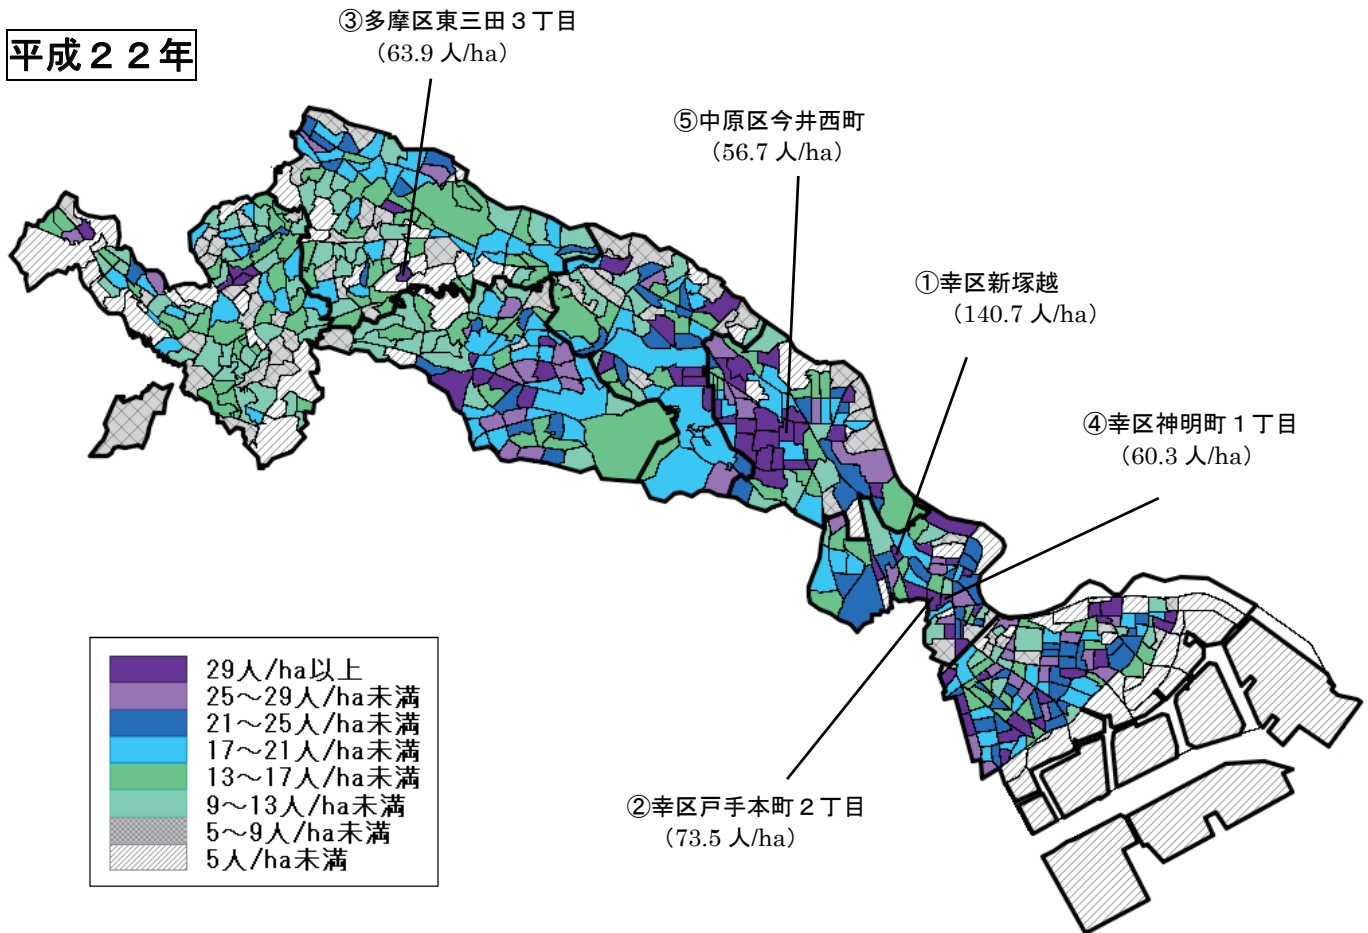 平成２２年
③多摩区東三田３丁目
（63.9 人/ha）
⑤中原区今井西町
（56.7 人/ha）
①幸区新塚越
（140.7 人/ha）
④幸区神明町１丁目
（60.3 人/ha）
②幸区戸手本町２丁目
（73.5 人/ha）
29人/ha以上
25～29人/ha未満
21～25人/ha未満
17～21人/ha未満
13～17人/ha未満
9～13人/ha未満
5～9人/ha未満
5人/ha未満